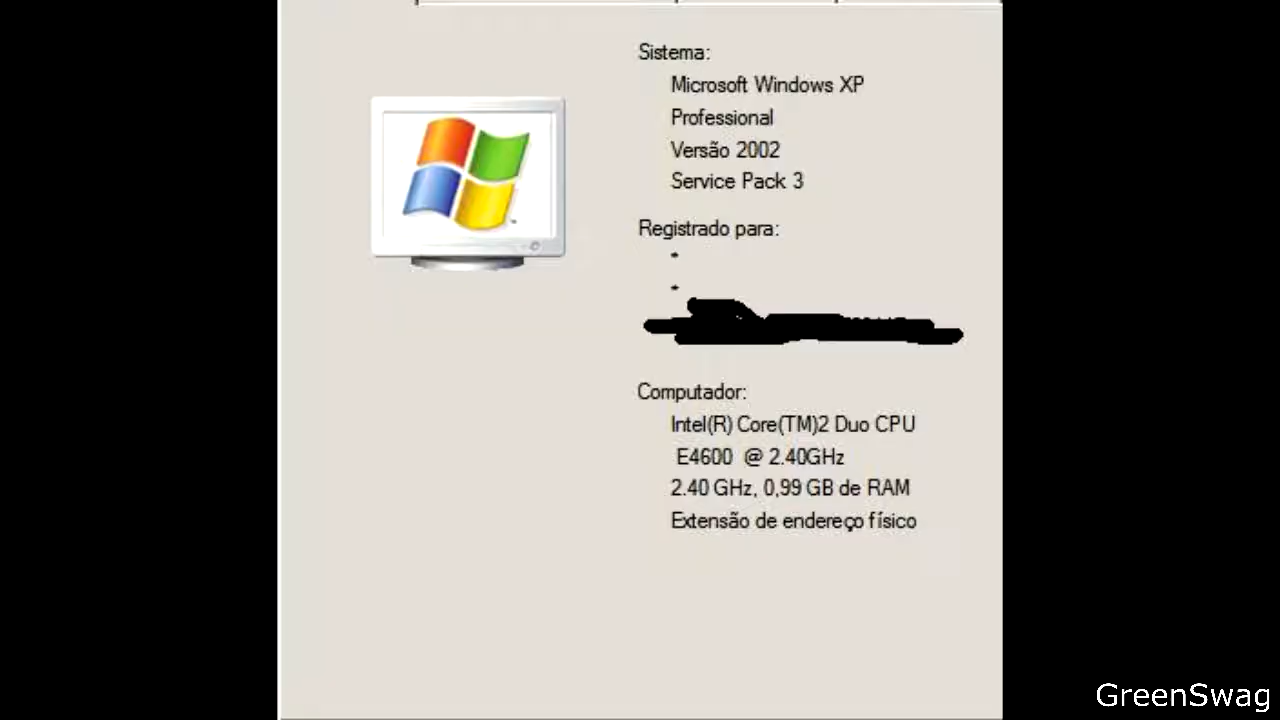 Sistema:
Microsoft Windows XP
Professional
Versão 2002
Service Pack 3
Registrado para:
*
*
Computador:
Intel(R) Core(TM)2 Duo CPU
E4600 @ 2.40GHz
2.40 GHz, 0,99 GB de RAM
Extensão de endereço físico
GreenSwag